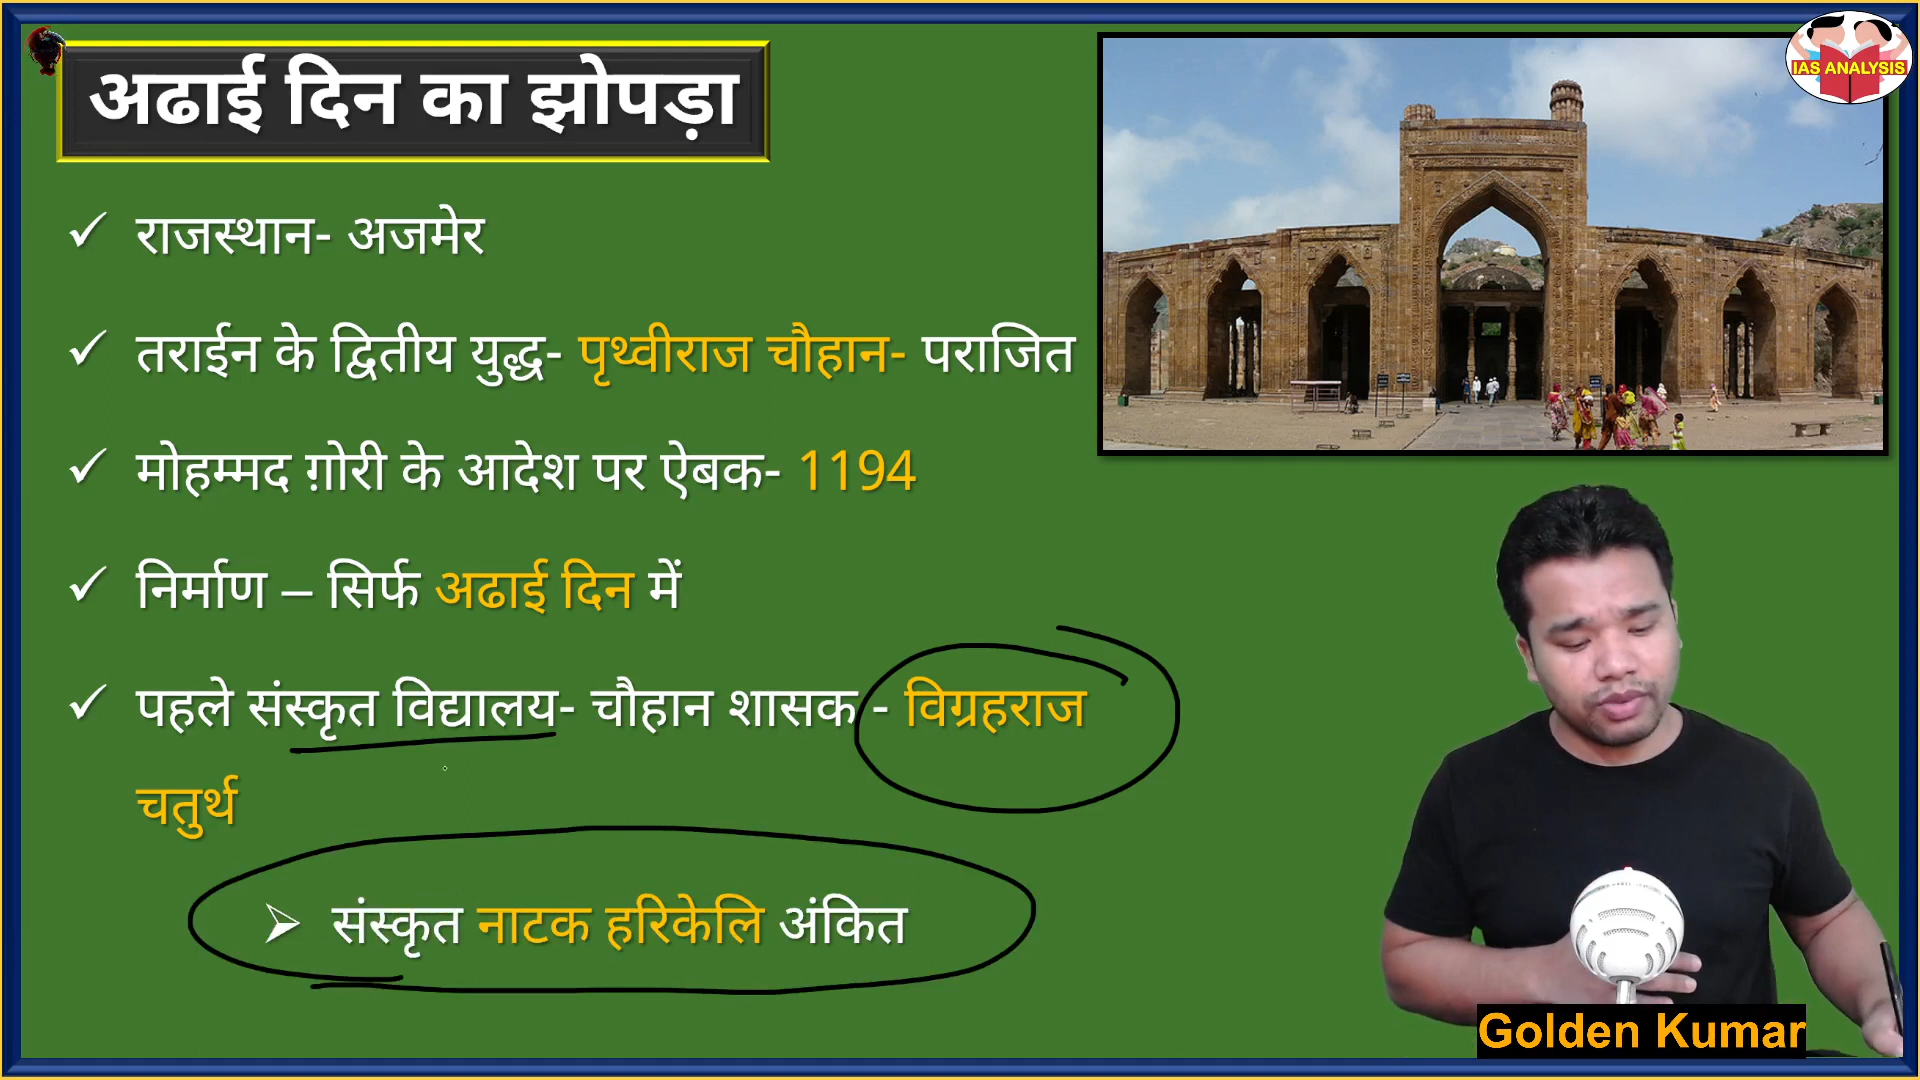 अढाई दिन का झोपड़ा
IAS ANALYSIS
राजस्थान- अजमेर
तराईन के द्वितीय युद्ध- पृथ्वीराज चौहान- पराजित
मोहम्मद ग़ोरी के आदेश पर ऐबक- 1194
निर्माण – सिर्फ अढाई दिन में
पहले संस्कृत विद्यालय- चौहान शासक - विग्रहराज
चतुर्थ
संस्कृत नाटक हरिकेलि अंकित
Golden Kumar